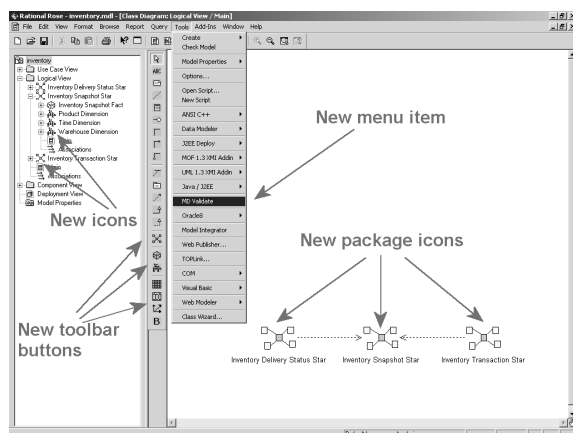 Rational Rose - inventory.mdl - [Class Diagram: Logical View / Main]
File Edit View Format Browse Report Query Tools Add-Ins Window Help
inventory
Use Case View
Logical View
Inventory Delivery Status Star
Inventory Snapshot Star
Inventory Snapshot Fact
Product Dimension
Time Dimension
Warehouse Dimension
Associations
Inventory Transaction Star
Main
Associations
Component View
Deployment View
Model Properties
New icons
New toolbar
buttons
ABC
B
Create
Check Model
Model Properties
Options...
Open Script...
New Script
ANSI C++
Data Modeler
J2EE Deploy
MOF 1.3 XMI Addin
UML 1.3 XMI Addin
Java / J2EE
MD Validate
Oracle8
Model Integrator
Web Publisher...
TOPLink...
COM
Visual Basic
Web Modeler
Class Wizard...
New menu item
New package icons
Inventory Delivery Status Star
Inventory Snapshot Star
Inventory Transaction Star